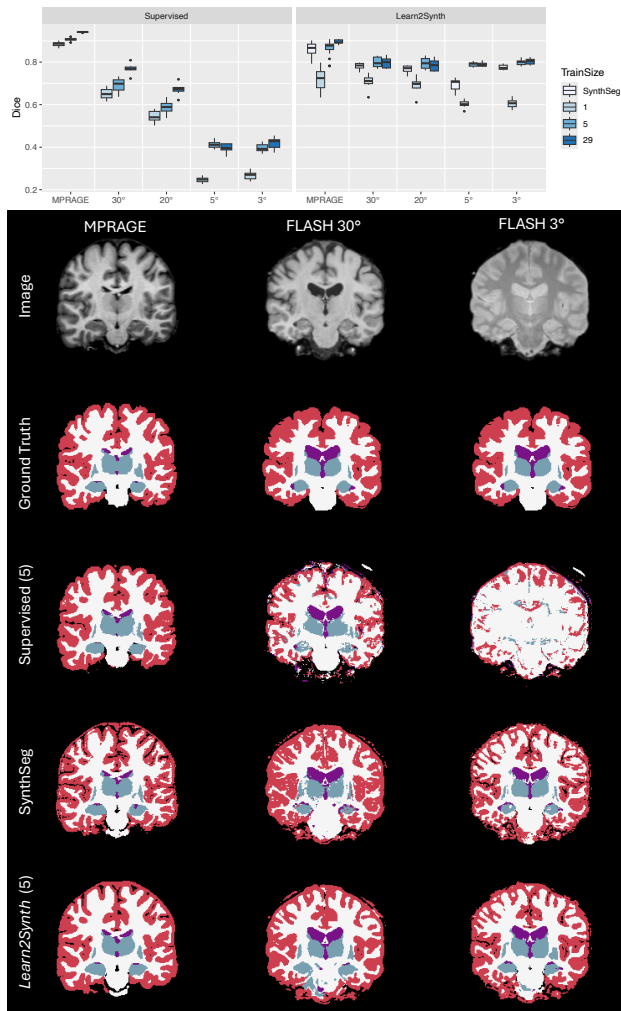 Supervised
Learn2Synth
Dice
0.8
0.6
0.4
0.2
MPRAGE 30° 20° 5° 3°
MPRAGE 30° 20° 5° 3°
TrainSize
SynthSeg
1
5
29
MPRAGE FLASH 30° FLASH 3°
Image
Ground Truth
Supervised (5)
SynthSeg
Learn2Synth (5)